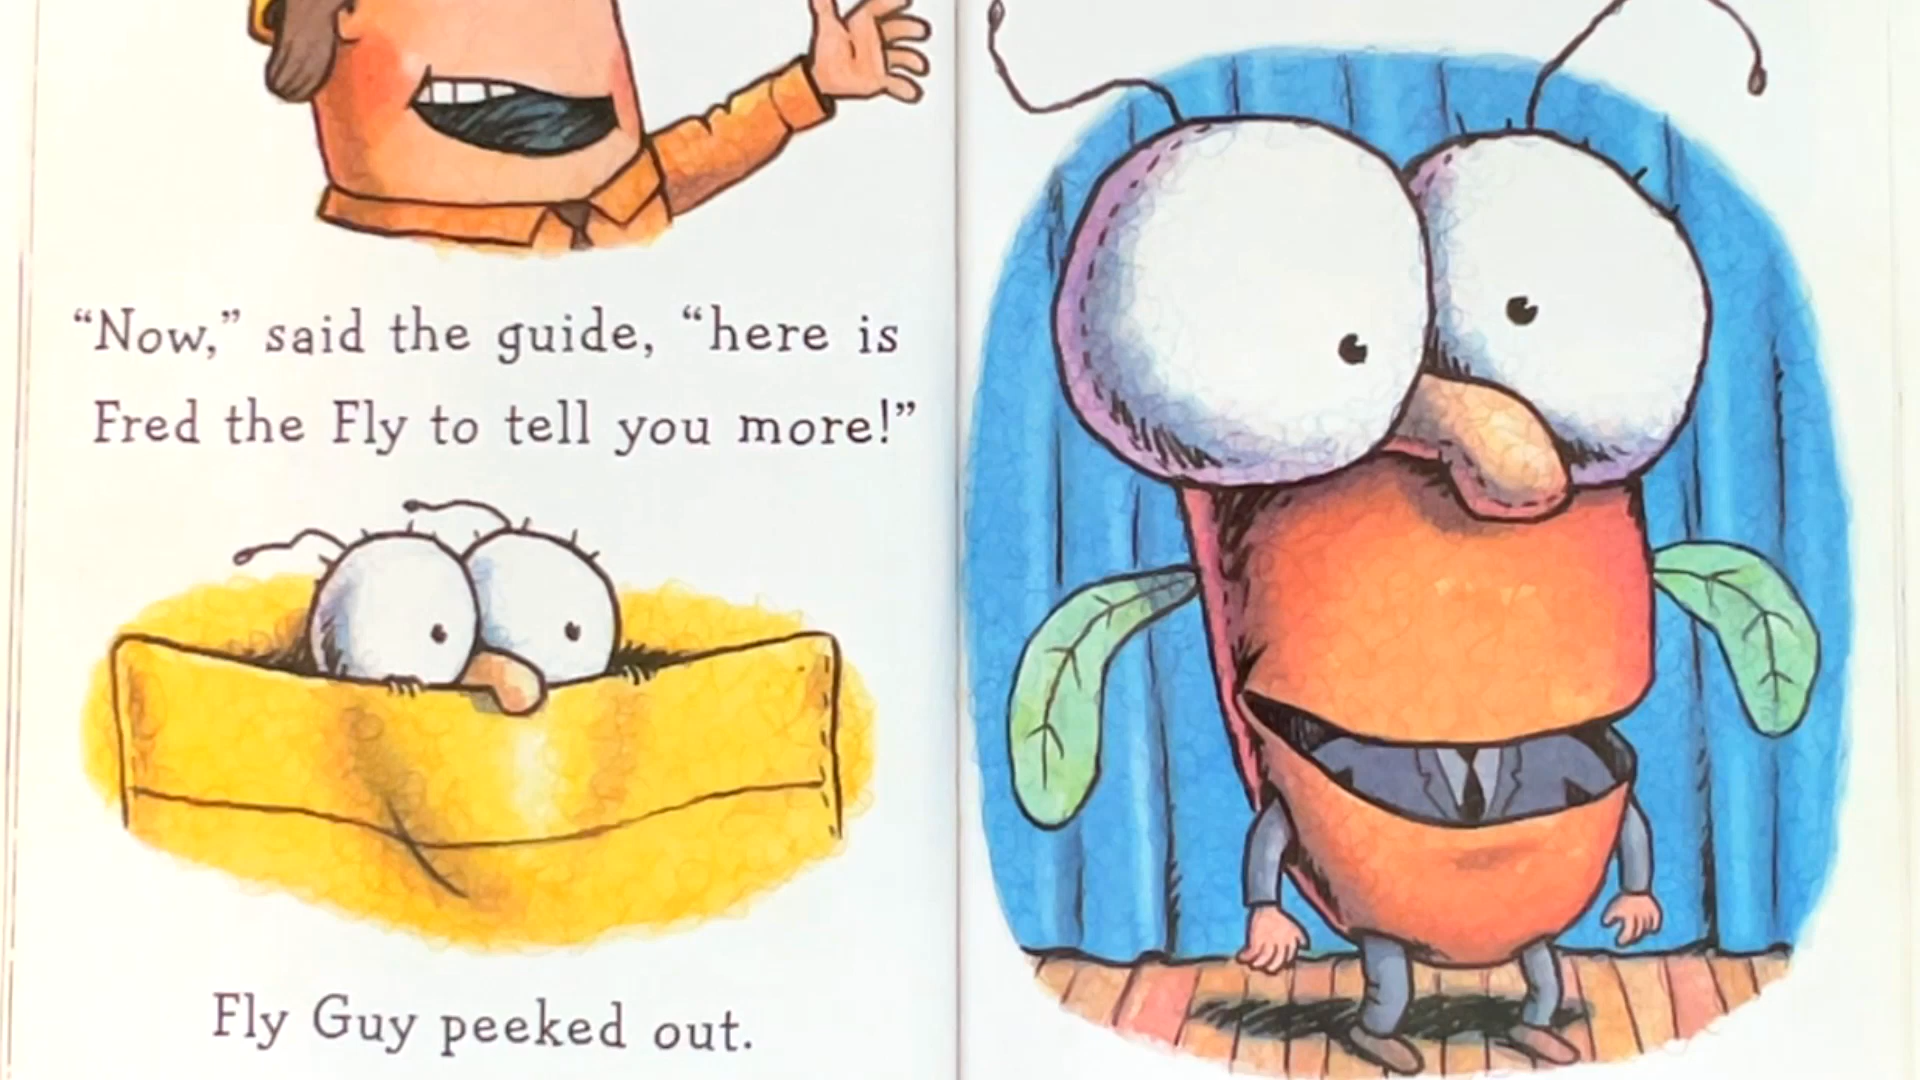 “Now,” said the guide, “here is
Fred the Fly to tell you more!”
Fly Guy peeked out.